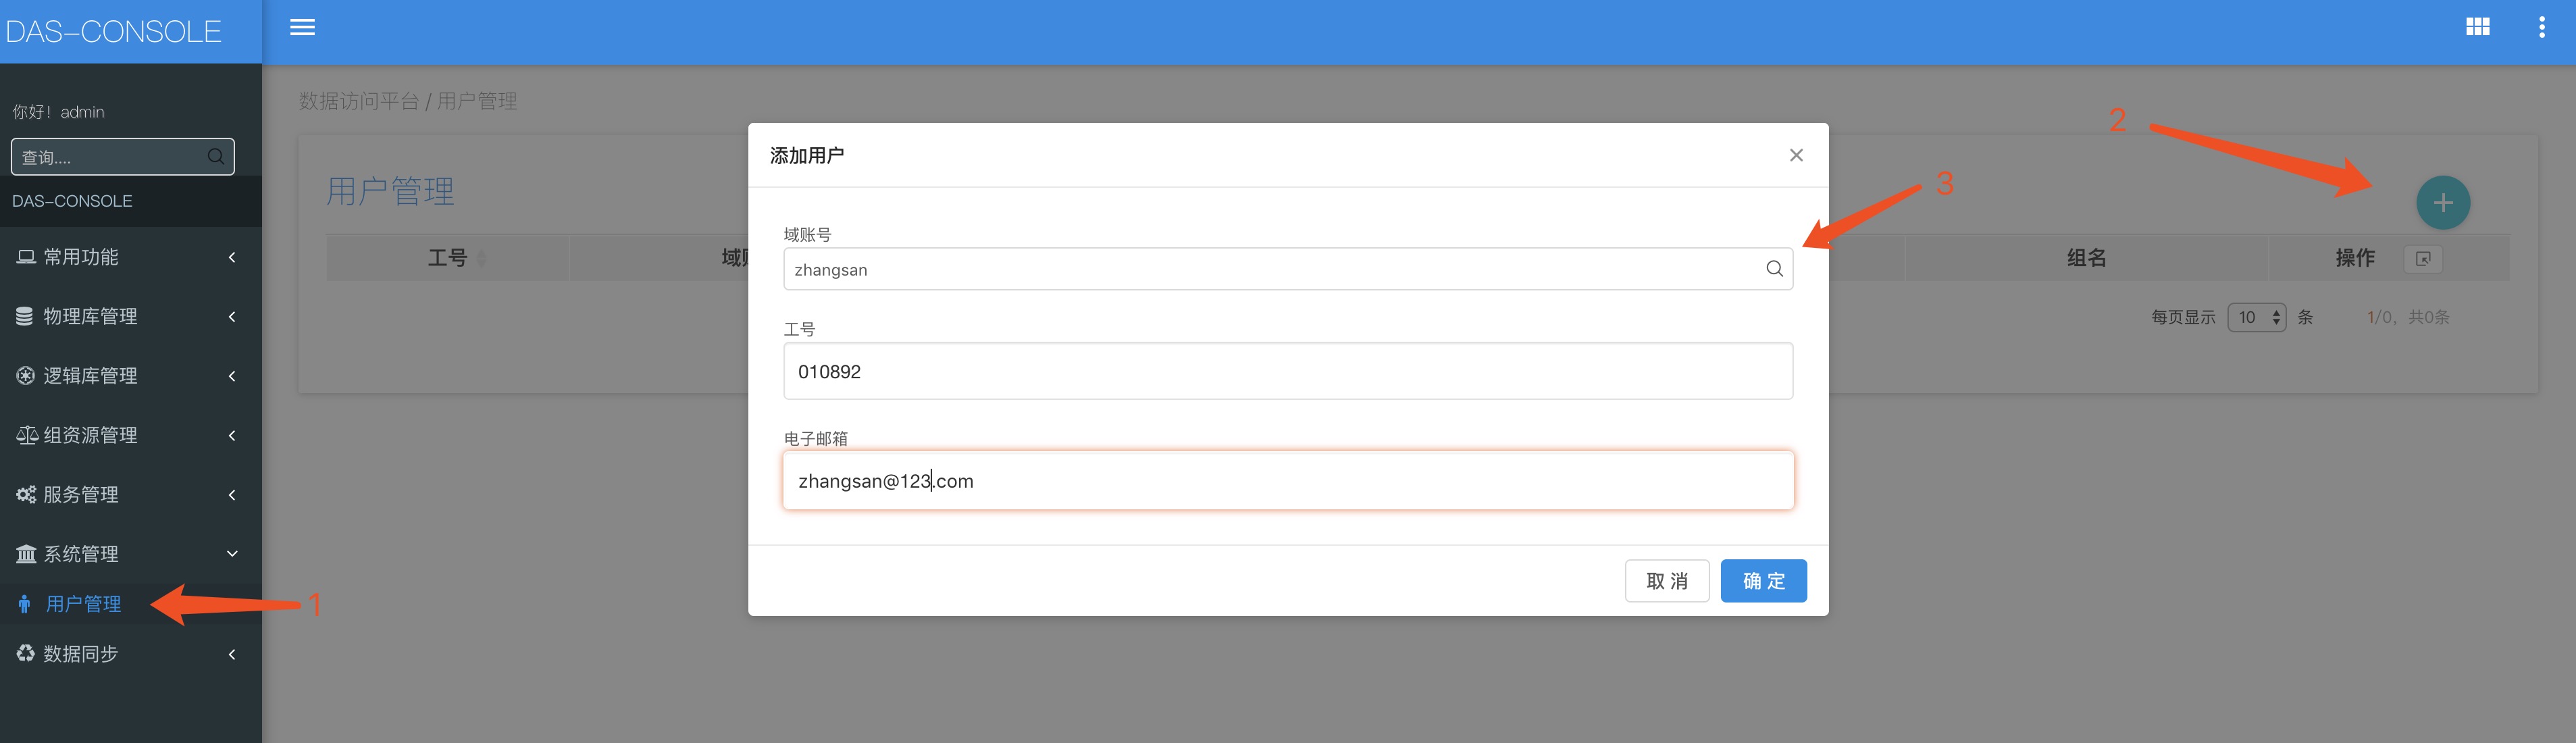 DAS-CONSOLE
你好！admin
查询....
DAS-CONSOLE
常用功能
物理库管理
逻辑库管理
组资源管理
服务管理
系统管理
用户管理
1
数据同步
数据访问平台 / 用户管理
用户管理
2
工号
组名
操作
每页显示 10 条 1/0，共0条
添加用户
3
域账号
zhangsan
工号
010892
电子邮箱
zhangsan@123.com
取 消 确 定